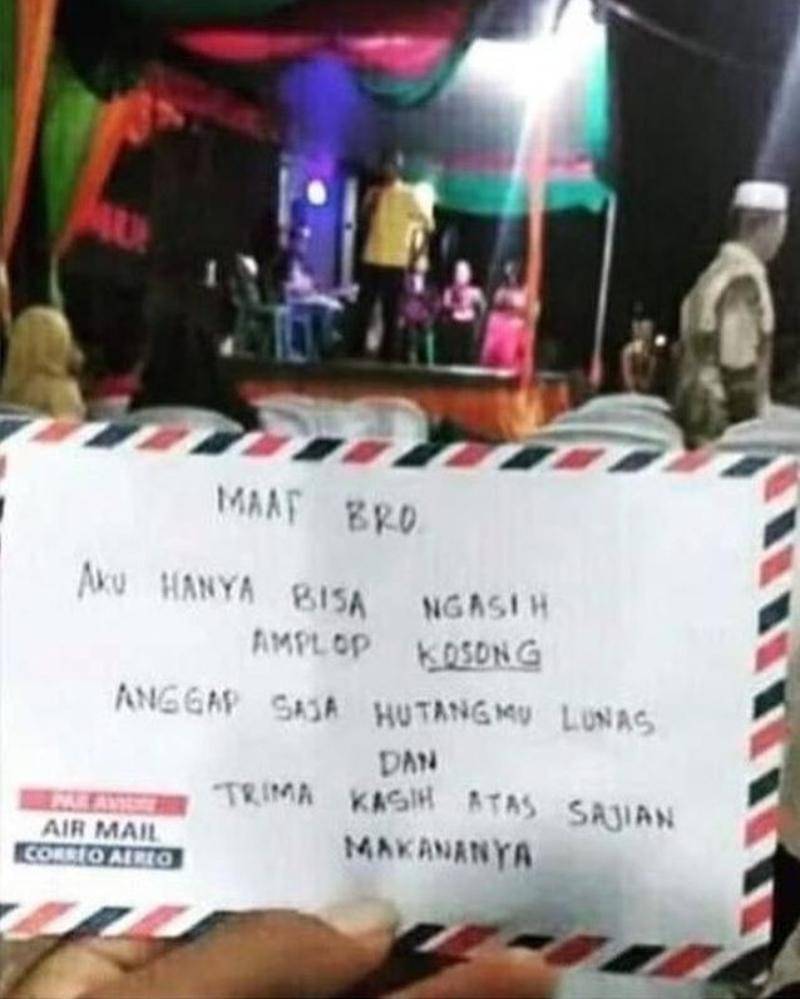 MAAF BRO.
AKU HANYA BISA NGASIH
AMPLOP KOSONG
ANGGAP SAJA HUTANGMU LUNAS
DAN
TRIMA KASIH ATAS SAJIAN
MAKANANYA
PAR AVION
AIR MAIL
CORREO AEREO